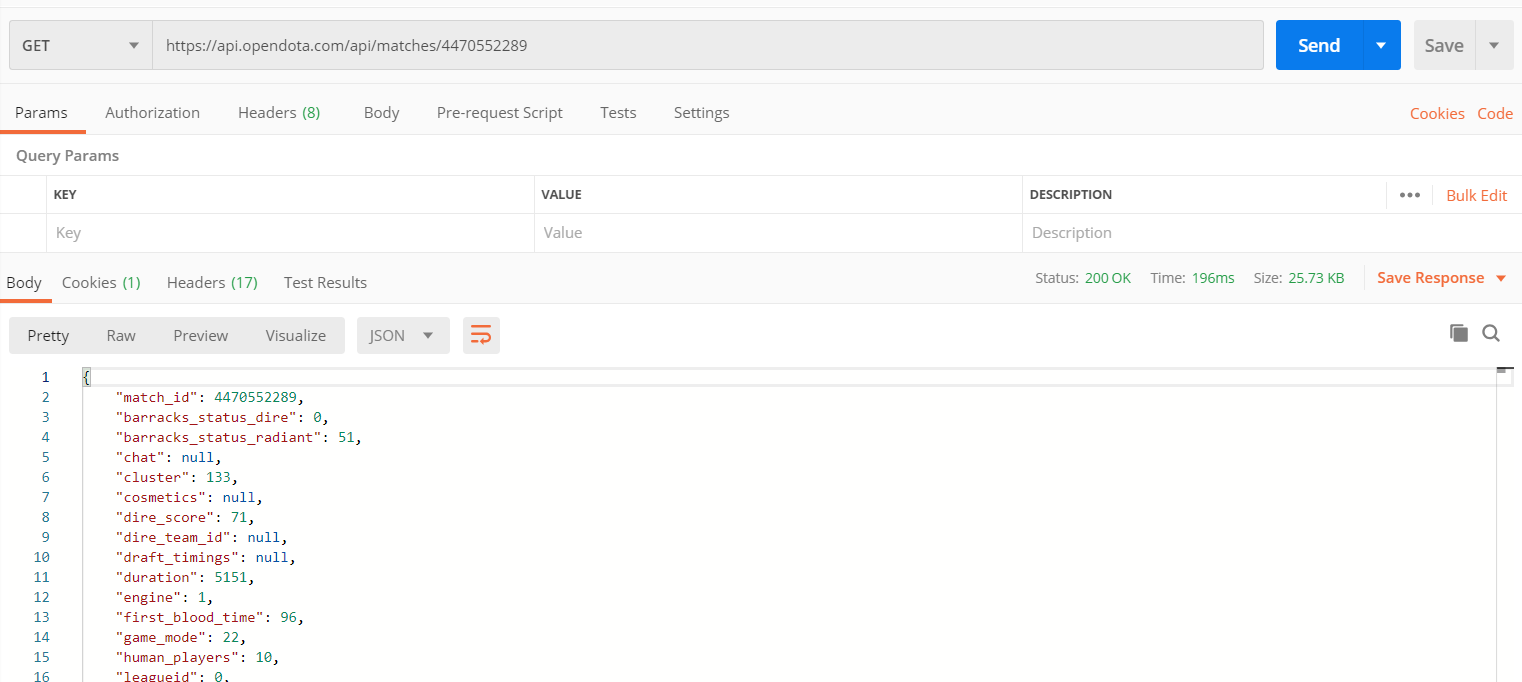 GET https://api.opendota.com/api/matches/4470552289 Send Save
Params Authorization Headers (8) Body Pre-request Script Tests Settings Cookies Code
Query Params
KEY VALUE DESCRIPTION ••• Bulk Edit
Key Value Description
Body Cookies (1) Headers (17) Test Results Status: 200 OK Time: 196ms Size: 25.73 KB Save Response
Pretty Raw Preview Visualize JSON
1 {
2 "match_id": 4470552289,
3 "barracks_status_dire": 0,
4 "barracks_status_radiant": 51,
5 "chat": null,
6 "cluster": 133,
7 "cosmetics": null,
8 "dire_score": 71,
9 "dire_team_id": null,
10 "draft_timings": null,
11 "duration": 5151,
12 "engine": 1,
13 "first_blood_time": 96,
14 "game_mode": 22,
15 "human_players": 10,
16 "leagueid": 0,